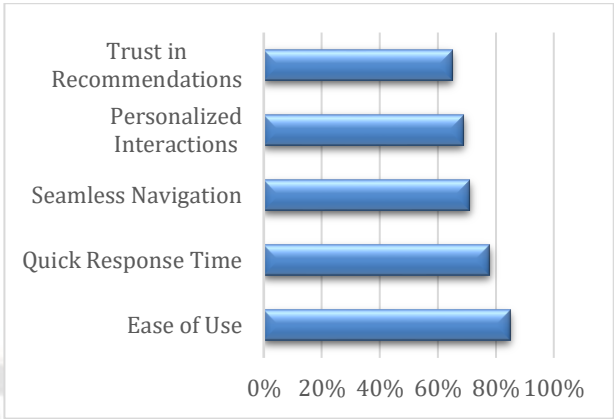 Trust in
Recommendations
Personalized
Interactions
Seamless Navigation
Quick Response Time
Ease of Use
0% 20% 40% 60% 80% 100%